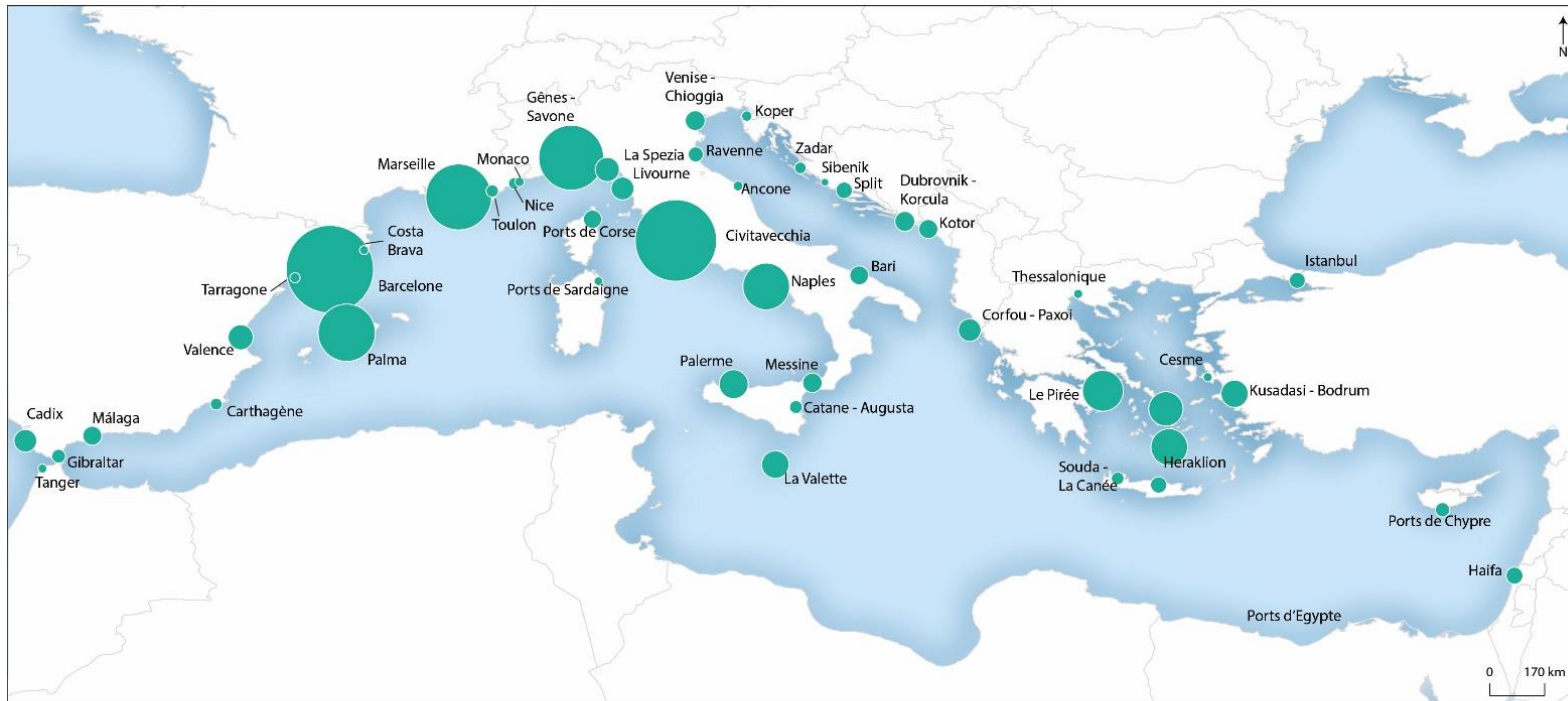 N
Venise -
Chioggia
Gênes -
Savone
Koper
Marseille
Monaco
La Spezia
Livourne
Ravenne
Zadar
Sibenik
Split
Nice
Toulon
Ancone
Dubrovnik -
Korcula
Kotor
Costa
Brava
Ports de Corse
Civitavecchia
Tarragone
Barcelone
Ports de Sardaigne
Naples
Bari
Thessalonique
Istanbul
Valence
Palma
Corfou - Paxoi
Palerme
Messine
Cesme
Le Pirée
Kusadasi - Bodrum
Carthagène
Catane - Augusta
Cadix
Málaga
Gibraltar
Tanger
La Valette
Souda -
La Canée
Heraklion
Ports de Chypre
Haifa
Ports d’Egypte
0 170 km